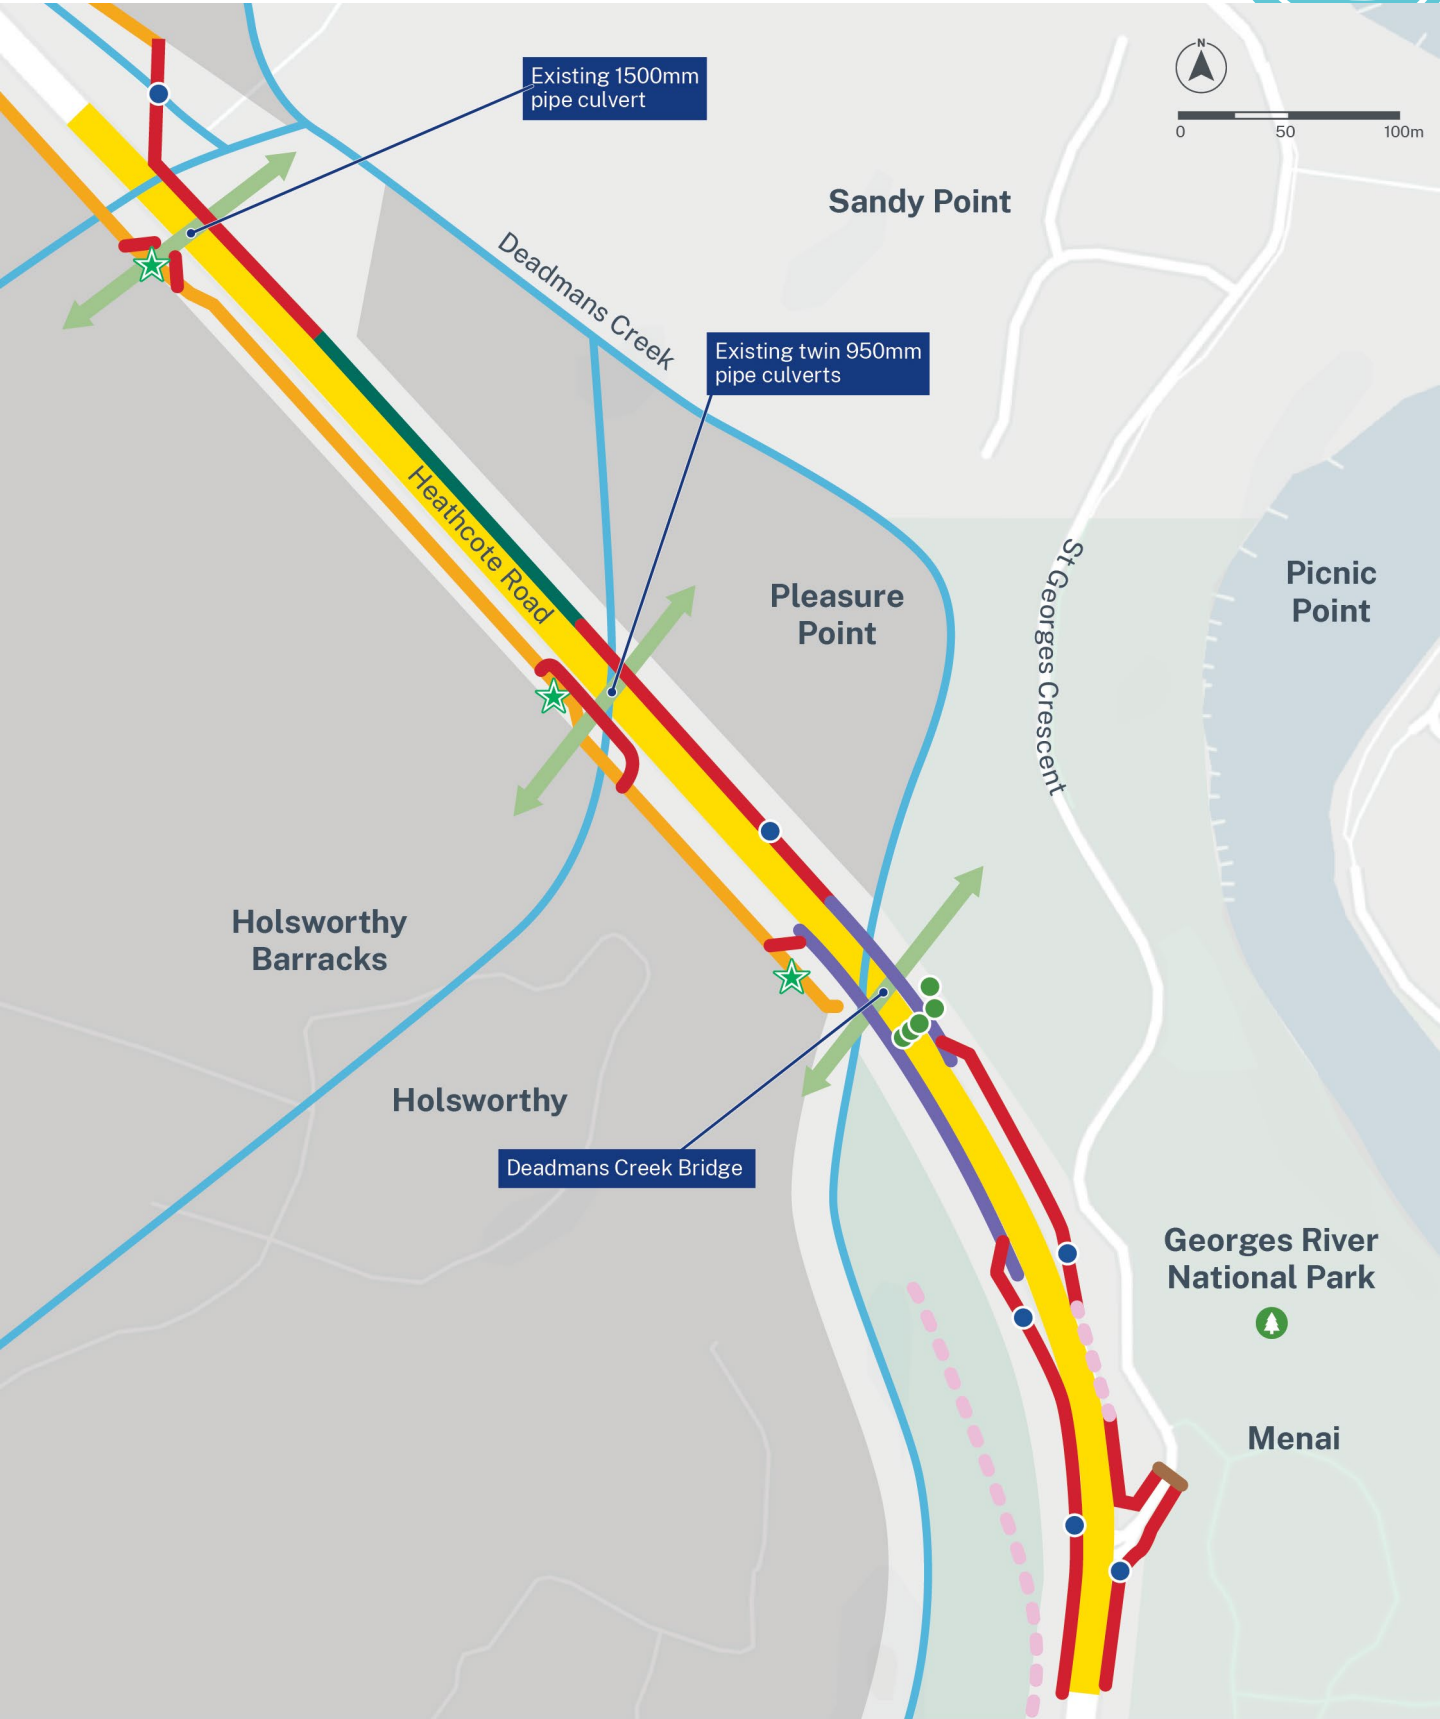 Existing 1500mm
pipe culvert
N
0 50 100m
Sandy Point
Deadmans Creek
Existing twin 950mm
pipe culverts
Heathcote Road
St Georges Crescent
Pleasure
Point
Picnic
Point
Holsworthy
Barracks
Holsworthy
Deadmans Creek Bridge
Georges River
National Park
Menai